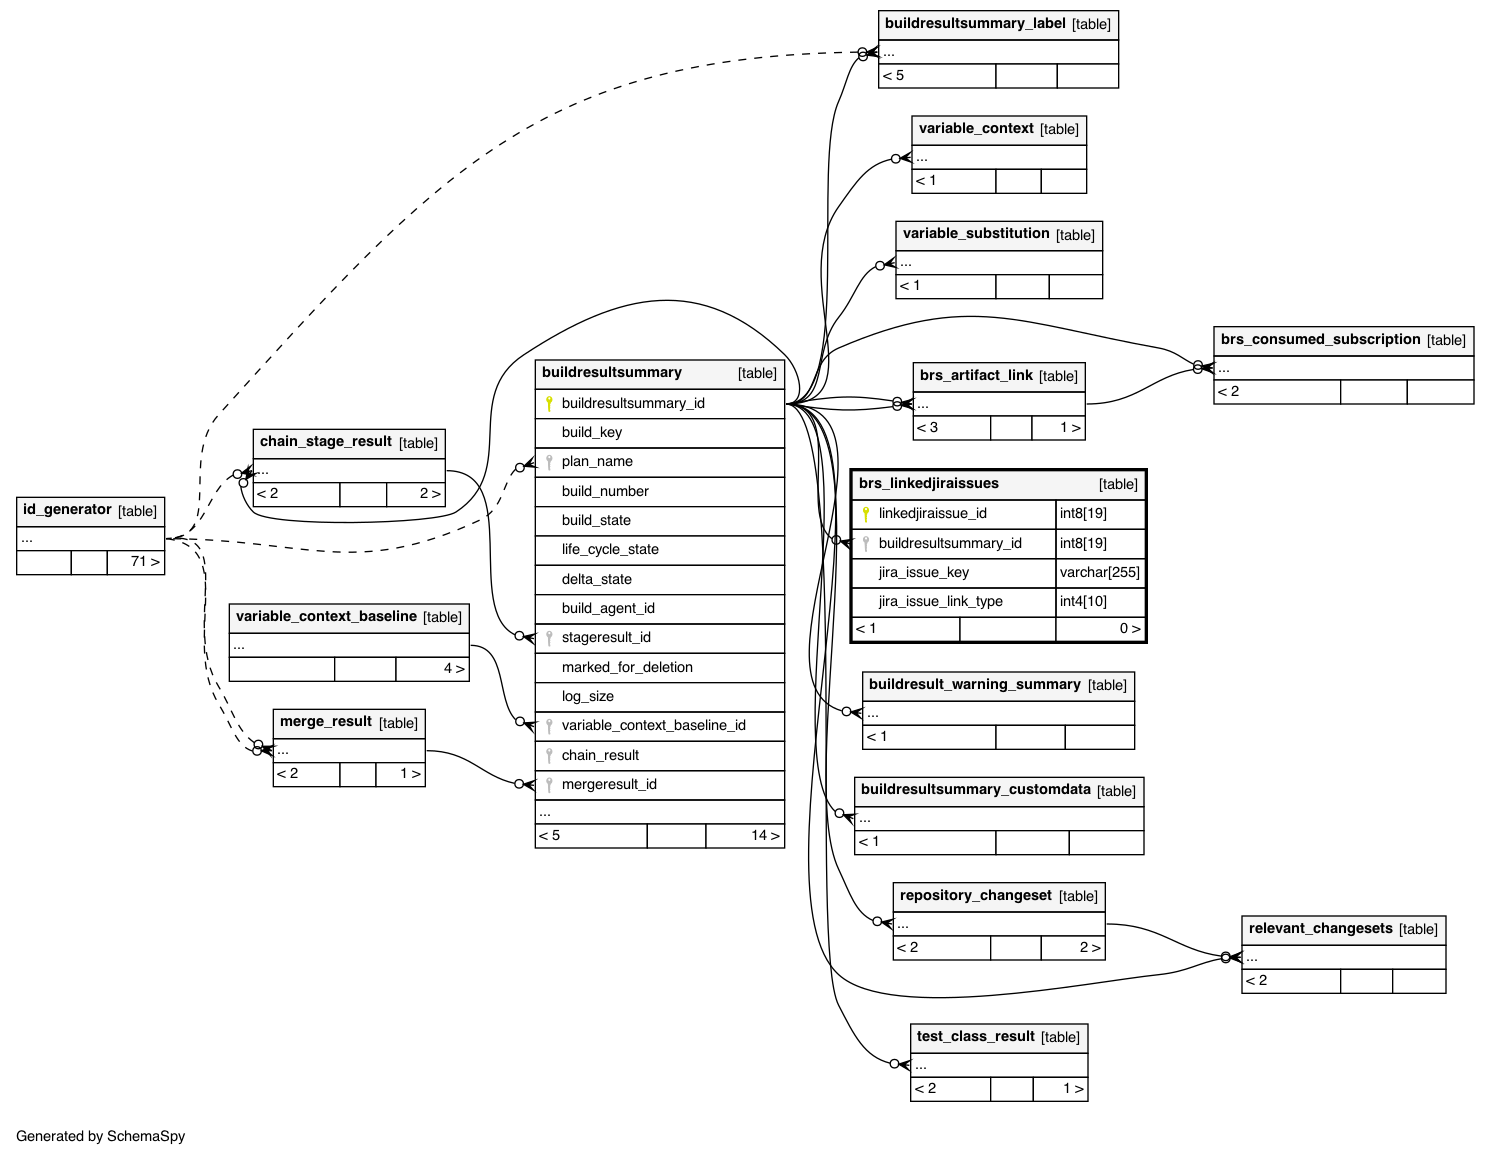 buildresultsummary_label [table]
...
< 5
variable_context [table]
...
< 1
variable_substitution [table]
...
< 1
brs_consumed_subscription [table]
...
< 2
buildresultsummary [table]
buildresultsummary_id
build_key
plan_name
build_number
build_state
life_cycle_state
delta_state
build_agent_id
stageresult_id
marked_for_deletion
log_size
variable_context_baseline_id
chain_result
mergeresult_id
...
< 5 14 >
brs_artifact_link [table]
...
< 3 1 >
chain_stage_result [table]
...
< 2 2 >
id_generator [table]
...
71 >
brs_linkedjiraissues [table]
linkedjiraissue_id int8[19]
buildresultsummary_id int8[19]
jira_issue_key varchar[255]
jira_issue_link_type int4[10]
< 1 0 >
variable_context_baseline [table]
...
4 >
merge_result [table]
...
< 2 1 >
buildresult_warning_summary [table]
...
< 1
buildresultsummary_customdata [table]
...
< 1
repository_changeset [table]
...
< 2 2 >
relevant_changesets [table]
...
< 2
test_class_result [table]
...
< 2 1 >
Generated by SchemaSpy